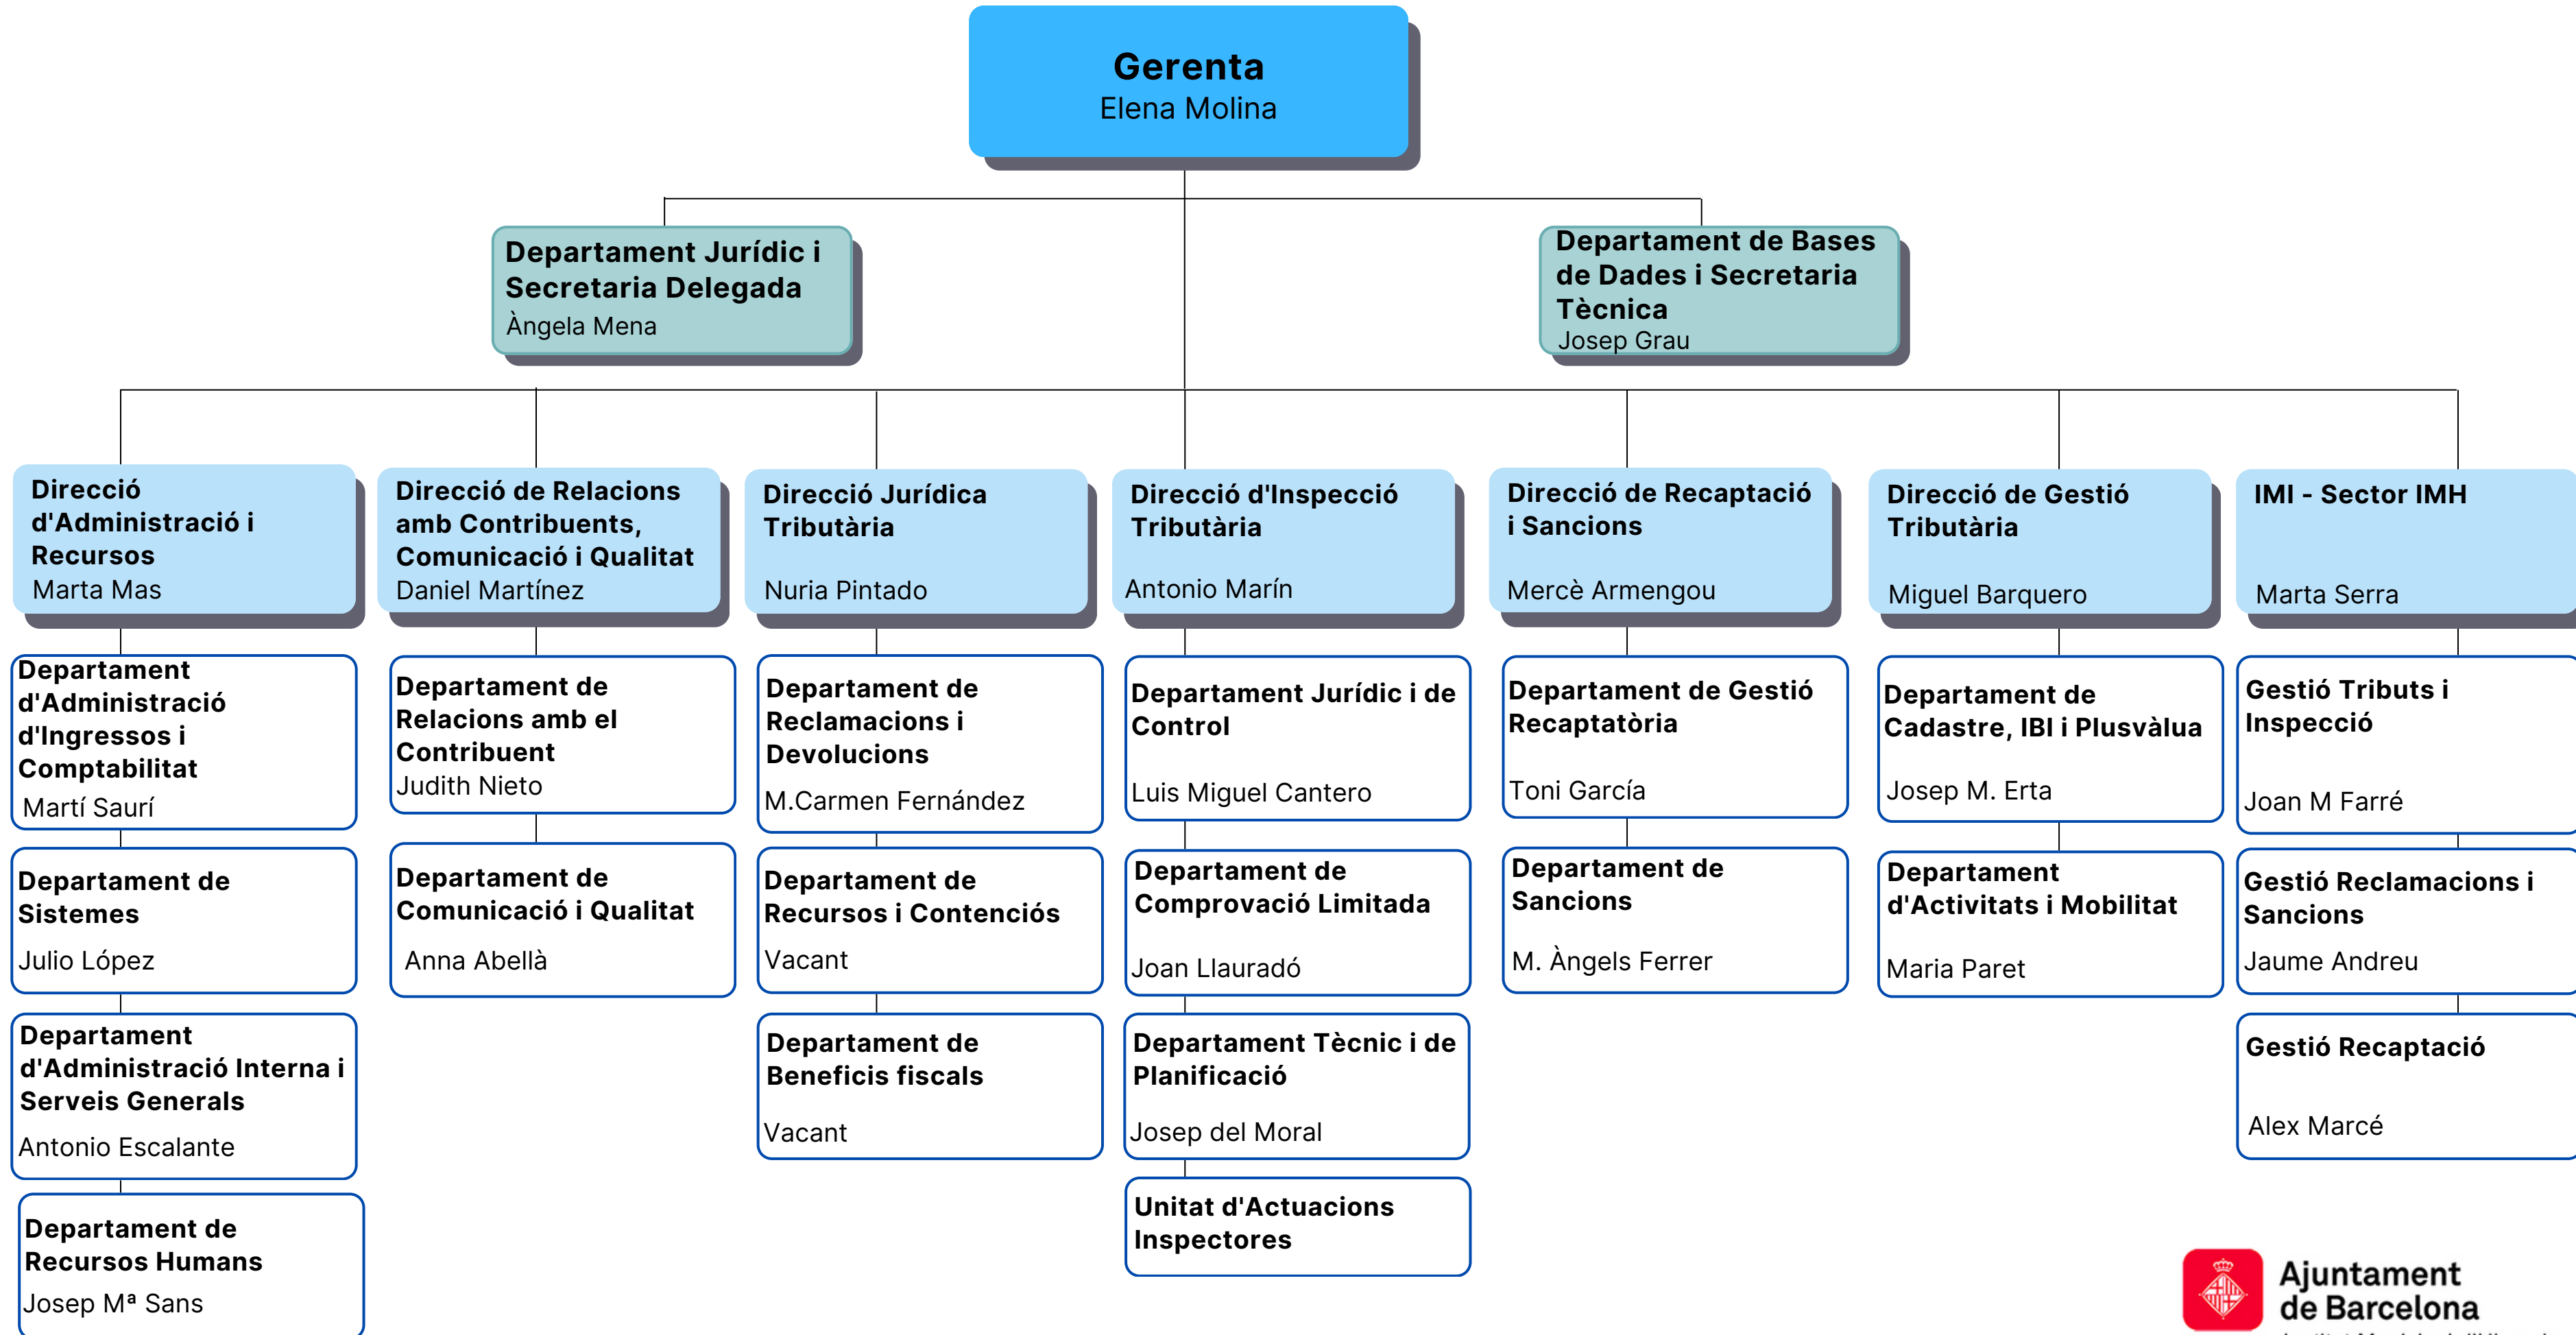 Gerenta
Elena Molina
Departament Jurídic i
Secretaria Delegada
Àngela Mena
Departament de Bases
de Dades i Secretaria
Tècnica
Josep Grau
Direcció
d'Administració i
Recursos
Marta Mas
Direcció de Relacions
amb Contribuents,
Comunicació i Qualitat
Daniel Martínez
Direcció Jurídica
Tributària
Nuria Pintado
Direcció d'Inspecció
Tributària
Antonio Marín
Direcció de Recaptació
i Sancions
Mercè Armengou
Direcció de Gestió
Tributària
Miguel Barquero
IMI - Sector IMH
Marta Serra
Departament
d'Administració
d'Ingressos i
Comptabilitat
Martí Saurí
Departament de
Sistemes
Julio López
Departament
d'Administració Interna i
Serveis Generals
Antonio Escalante
Departament de
Recursos Humans
Josep Mª Sans
Departament de
Relacions amb el
Contribuent
Judith Nieto
Departament de
Comunicació i Qualitat
Anna Abellà
Departament de
Reclamacions i
Devolucions
M.Carmen Fernández
Departament de
Recursos i Contenciós
Vacant
Departament de
Beneficis fiscals
Vacant
Departament Jurídic i de
Control
Luis Miguel Cantero
Departament de
Comprovació Limitada
Joan Llauradó
Departament Tècnic i de
Planificació
Josep del Moral
Unitat d'Actuacions
Inspectores
Departament de Gestió
Recaptatòria
Toni García
Departament de
Sancions
M. Àngels Ferrer
Departament de
Cadastre, IBI i Plusvàlua
Josep M. Erta
Departament
d'Activitats i Mobilitat
Maria Paret
Gestió Tributs i
Inspecció
Joan M Farré
Gestió Reclamacions i
Sancions
Jaume Andreu
Gestió Recaptació
Alex Marcé
Ajuntament
de Barcelona